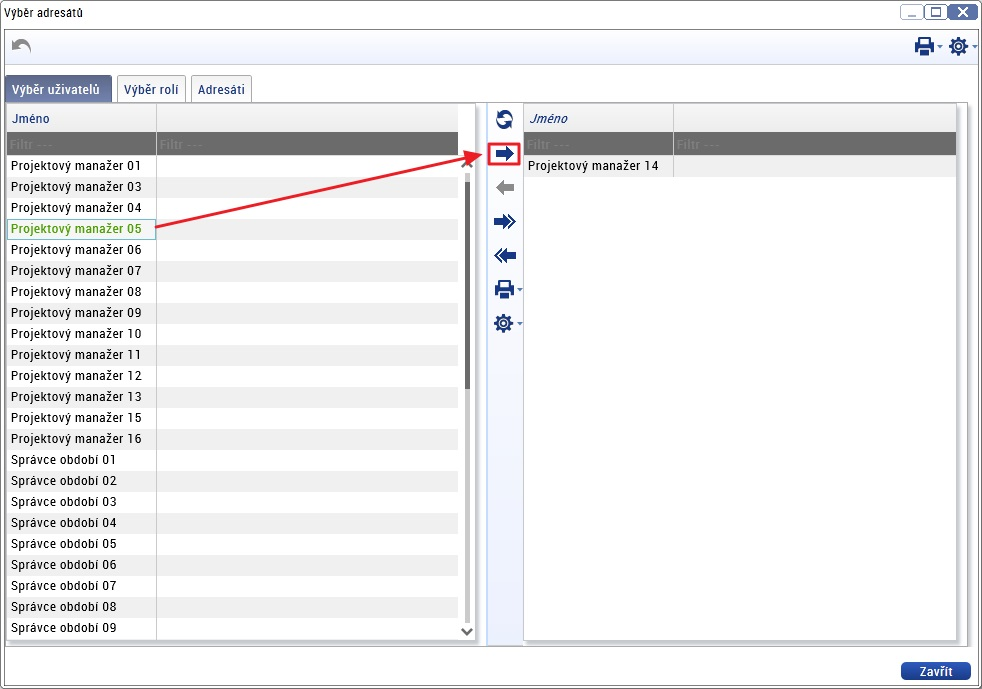 Výběr adresátů
Výběr uživatelů Výběr rolí Adresáti
Jméno Jméno
Filtr --- Filtr --- Filtr --- Filtr ---
Projektový manažer 01 Projektový manažer 14
Projektový manažer 03
Projektový manažer 04
Projektový manažer 05
Projektový manažer 06
Projektový manažer 07
Projektový manažer 08
Projektový manažer 09
Projektový manažer 10
Projektový manažer 11
Projektový manažer 12
Projektový manažer 13
Projektový manažer 15
Projektový manažer 16
Správce období 01
Správce období 02
Správce období 03
Správce období 04
Správce období 05
Správce období 06
Správce období 07
Správce období 08
Správce období 09
Zavřít